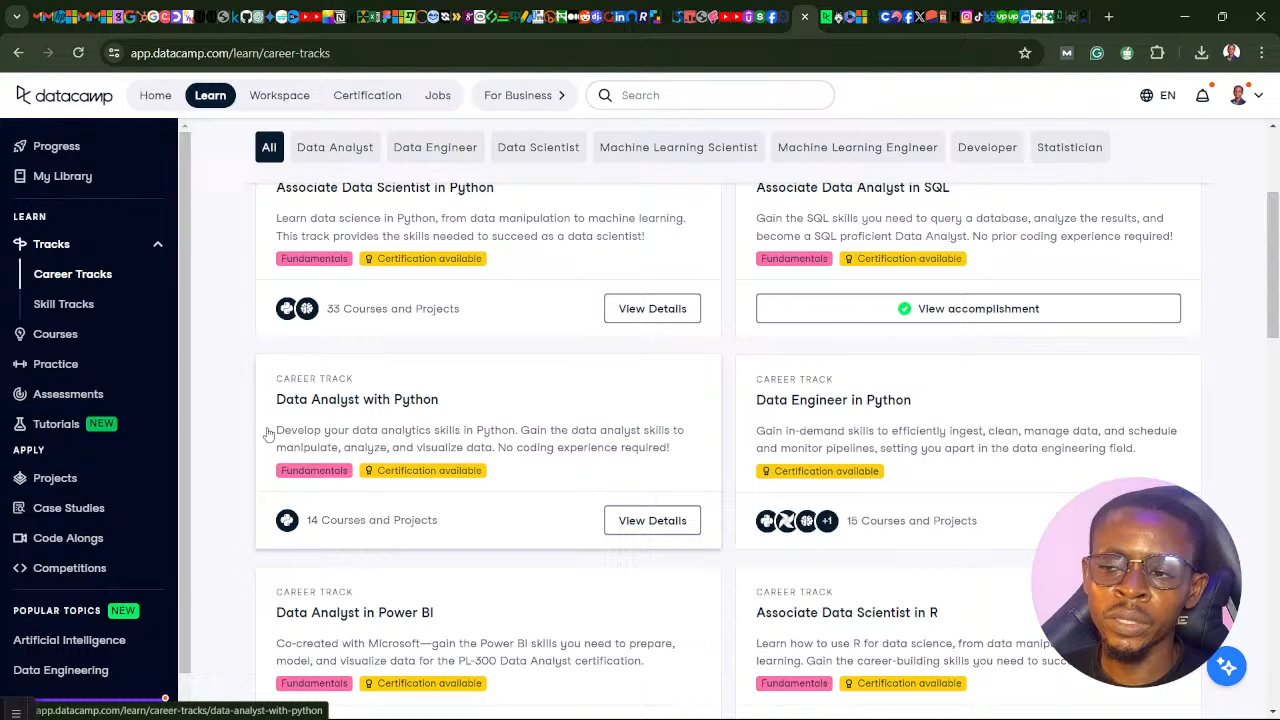 app.datacamp.com/learn/career-tracks
datacamp
Home
Learn
Workspace
Certification
Jobs
For Business
Search
EN
Progress
My Library
LEARN
Tracks
Career Tracks
Skill Tracks
Courses
Practice
Assessments
Tutorials NEW
APPLY
Projects
Case Studies
Code Alongs
Competitions
POPULAR TOPICS NEW
Artificial Intelligence
Data Engineering
All
Data Analyst
Data Engineer
Data Scientist
Machine Learning Scientist
Machine Learning Engineer
Developer
Statistician
Associate Data Scientist in Python
Learn data science in Python, from data manipulation to machine learning.
This track provides the skills needed to succeed as a data scientist!
Fundamentals
Certification available
33 Courses and Projects
View Details
Associate Data Analyst in SQL
Gain the SQL skills you need to query a database, analyze the results, and
become a SQL proficient Data Analyst. No prior coding experience required!
Fundamentals
Certification available
View accomplishment
CAREER TRACK
Data Analyst with Python
Develop your data analytics skills in Python. Gain the data analyst skills to
manipulate, analyze, and visualize data. No coding experience required!
Fundamentals
Certification available
14 Courses and Projects
View Details
CAREER TRACK
Data Engineer in Python
Gain in-demand skills to efficiently ingest, clean, manage data, and schedule
and monitor pipelines, setting you apart in the data engineering field.
Certification available
+1
15 Courses and Projects
CAREER TRACK
Data Analyst in Power BI
Co-created with Microsoft—gain the Power BI skills you need to prepare,
model, and visualize data for the PL-300 Data Analyst certification.
Fundamentals
Certification available
CAREER TRACK
Associate Data Scientist in R
Learn how to use R for data science, from data
learning. Gain the career-building skills you need to
Fundamentals
Certification available
app.datacamp.com/learn/career-tracks/data-analyst-with-python